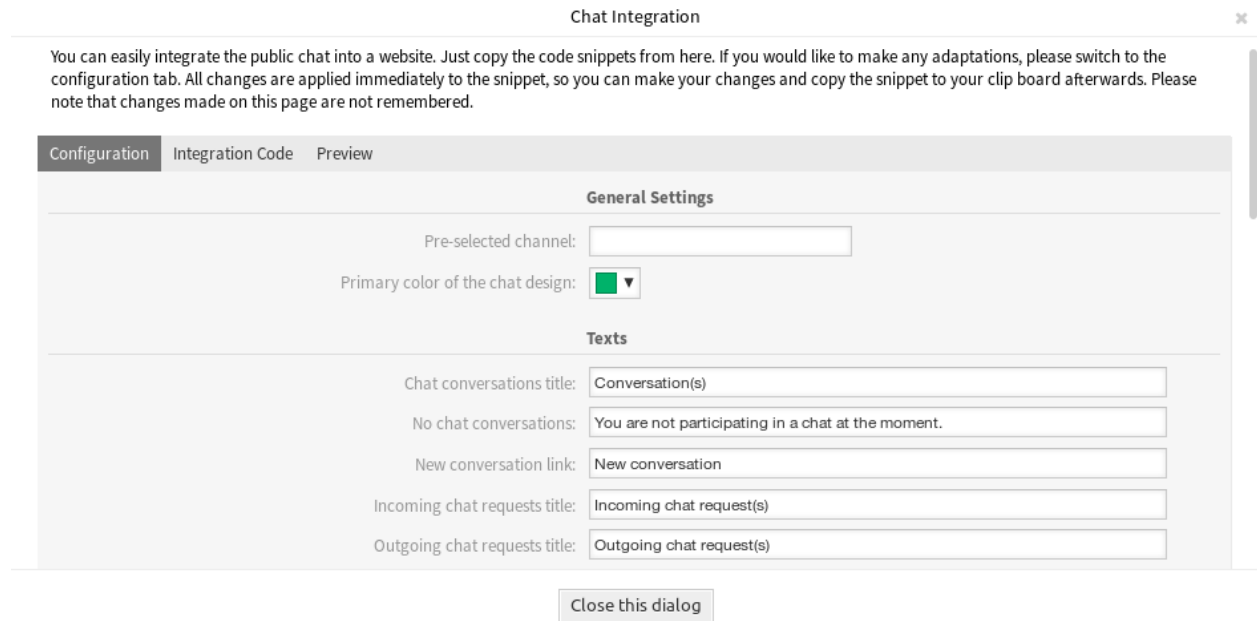 Chat Integration
You can easily integrate the public chat into a website. Just copy the code snippets from here. If you would like to make any adaptations, please switch to the
configuration tab. All changes are applied immediately to the snippet, so you can make your changes and copy the snippet to your clip board afterwards. Please
note that changes made on this page are not remembered.
Configuration Integration Code Preview
General Settings
Pre-selected channel:
Primary color of the chat design:
Texts
Chat conversations title: Conversation(s)
No chat conversations: You are not participating in a chat at the moment.
New conversation link: New conversation
Incoming chat requests title: Incoming chat request(s)
Outgoing chat requests title: Outgoing chat request(s)
Close this dialog